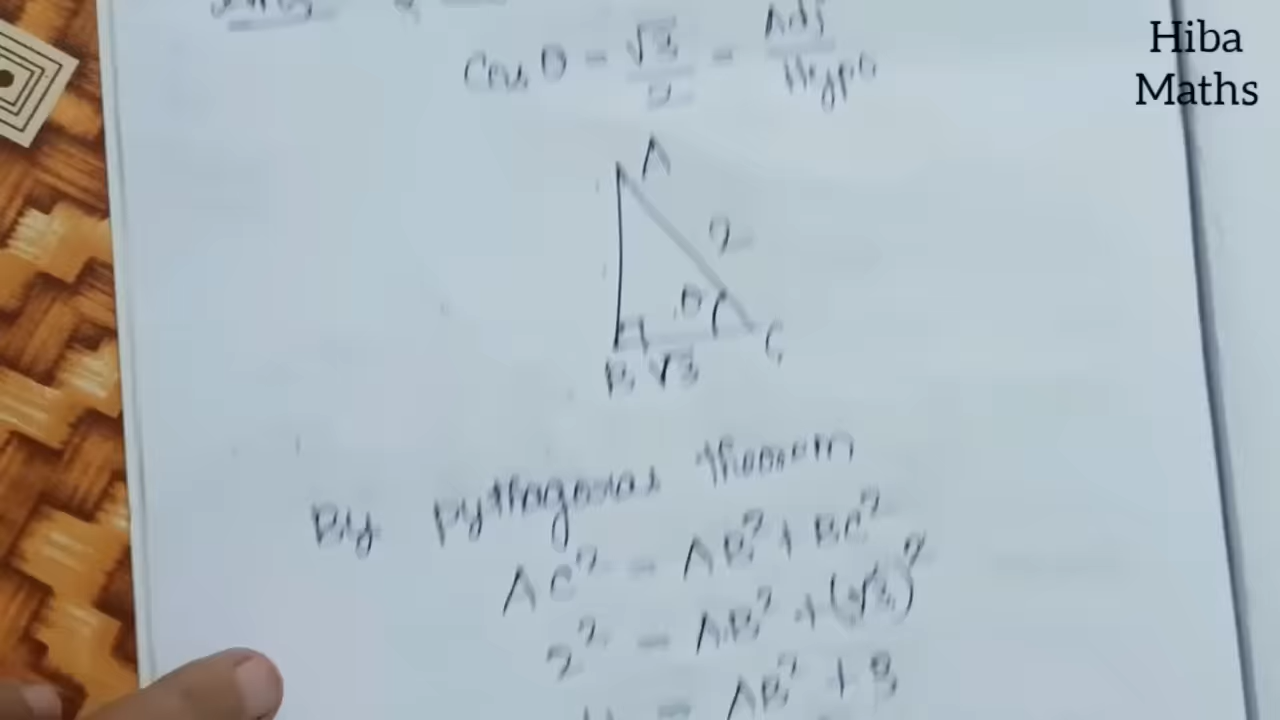 Hiba
Maths
Cos θ = √3/2 = Adj/Hypo
A
2
θ
B √3 C
By pythagoras theorem
AC² = AB² + BC²
2² = AB² + (√3)²
4 = AB² + 3